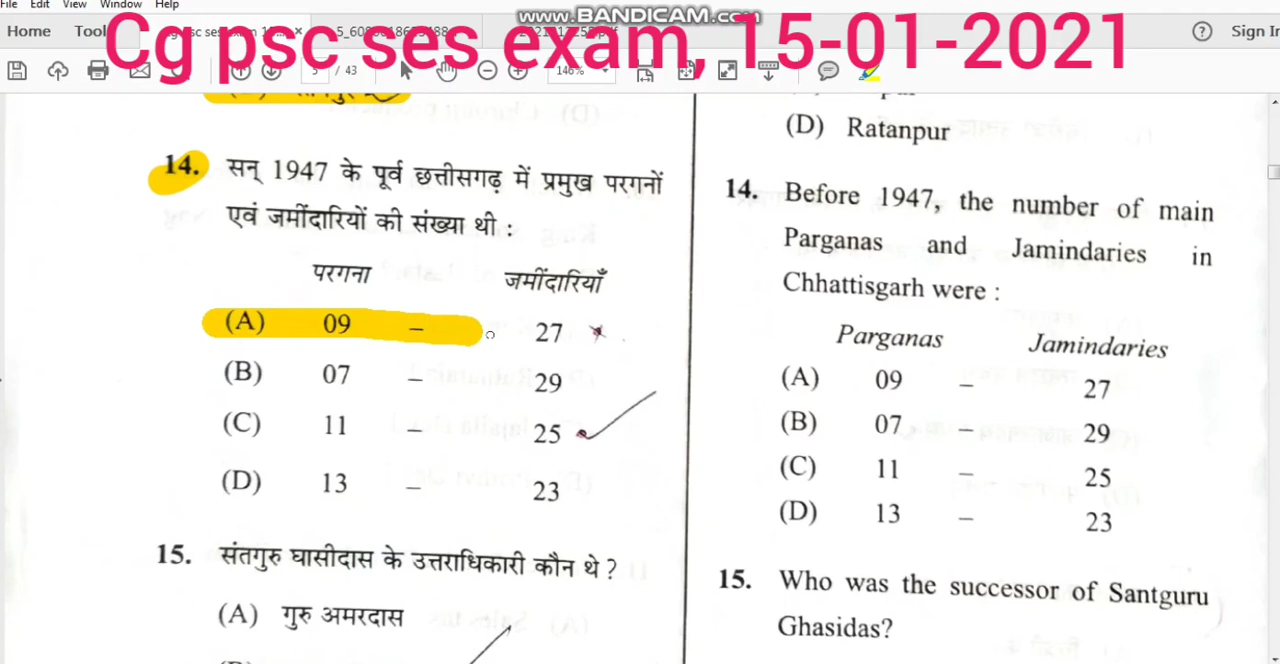 www.BANDICAM.com
File Edit View Window Help
Home
Sign In
Cg psc ses exam, 15-01-2021
5 / 43
146%
(D) Ratanpur
14. सन् 1947 के पूर्व छत्तीसगढ़ में प्रमुख परगनों
एवं जमींदारियों की संख्या थी :
परगना जमींदारियाँ
(A) 09 – 27
(B) 07 – 29
(C) 11 – 25
(D) 13 – 23
15. संतगुरु घासीदास के उत्तराधिकारी कौन थे ?
(A) गुरु अमरदास
14. Before 1947, the number of main
Parganas and Jamindaries in
Chhattisgarh were :
Parganas Jamindaries
(A) 09 – 27
(B) 07 – 29
(C) 11 – 25
(D) 13 – 23
15. Who was the successor of Santguru
Ghasidas?